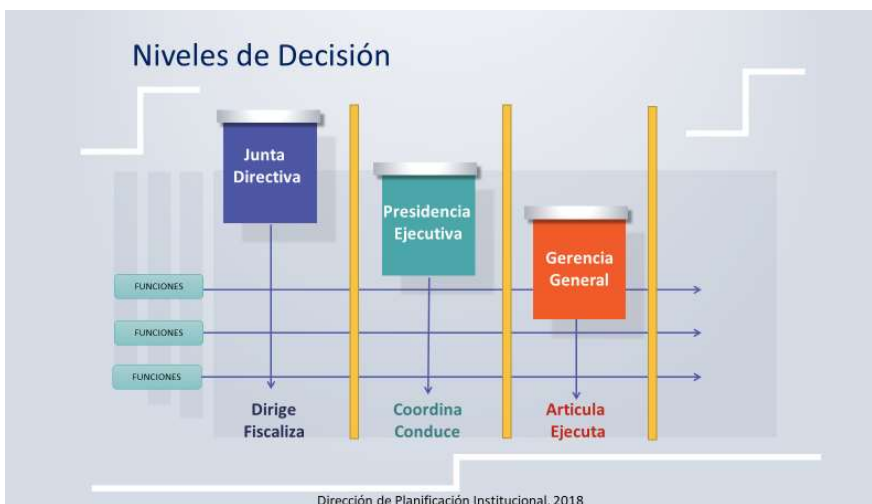 Niveles de Decisión
Junta
Directiva
Presidencia
Ejecutiva
Gerencia
General
FUNCIONES
FUNCIONES
FUNCIONES
Dirige
Fiscaliza
Coordina
Conduce
Articula
Ejecuta
Dirección de Planificación Institucional, 2018